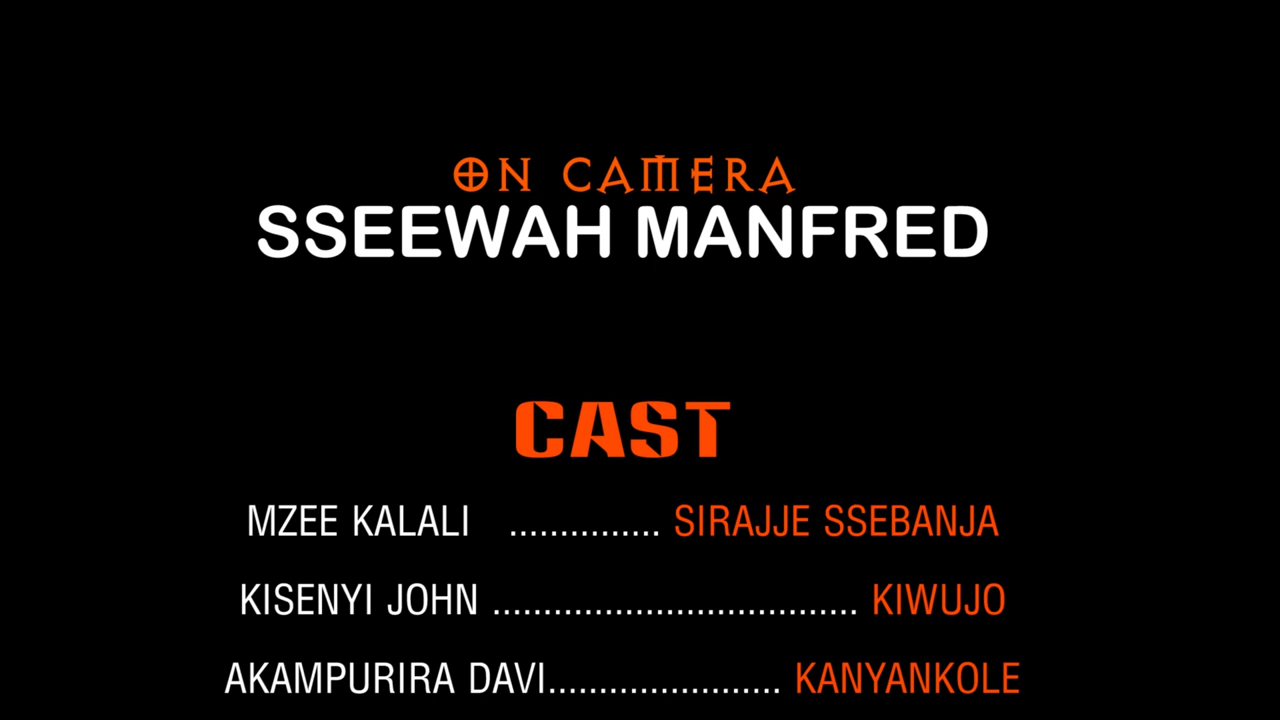 ON CAMERA
SSEEWAH MANFRED
CAST
MZEE KALALI ............... SIRAJJE SSEBANJA
KISENYI JOHN .................................... KIWUJO
AKAMPURIRA DAVI....................... KANYANKOLE